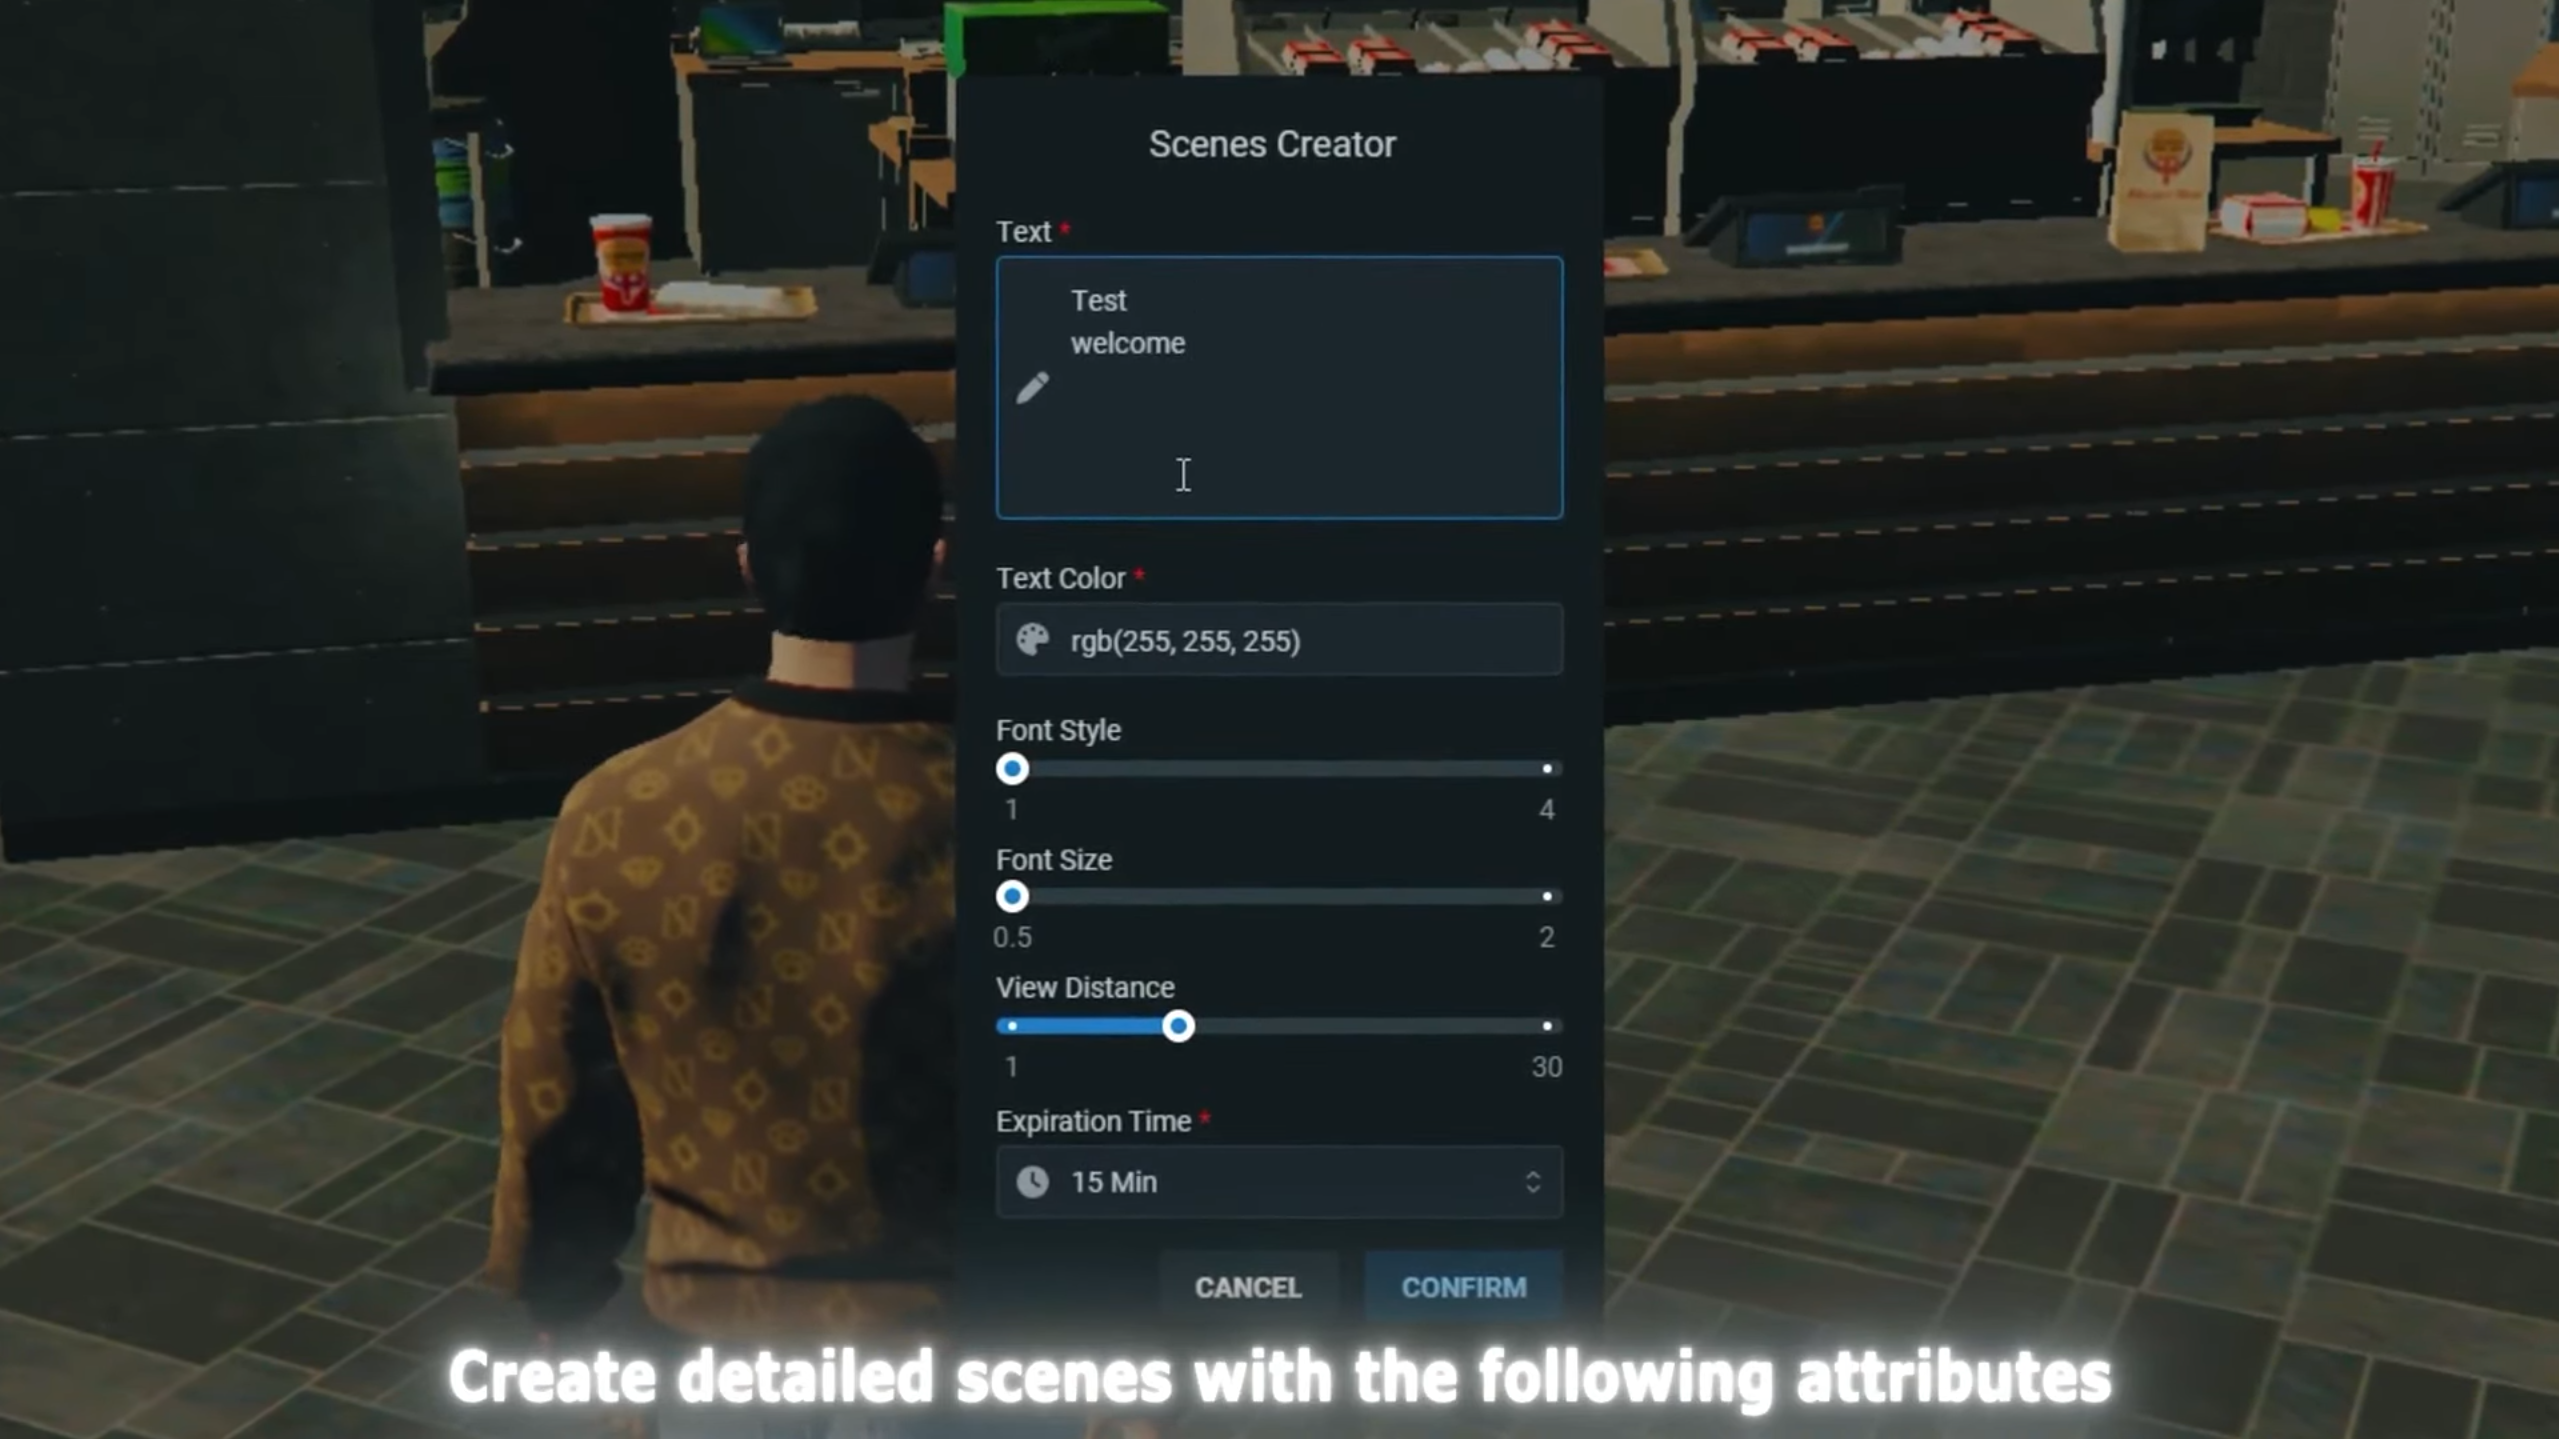 Scenes Creator
Text *
Test
welcome
Text Color *
rgb(255, 255, 255)
Font Style
1
4
Font Size
0.5
2
View Distance
1
30
Expiration Time *
15 Min
CANCEL
CONFIRM
Create detailed scenes with the following attributes